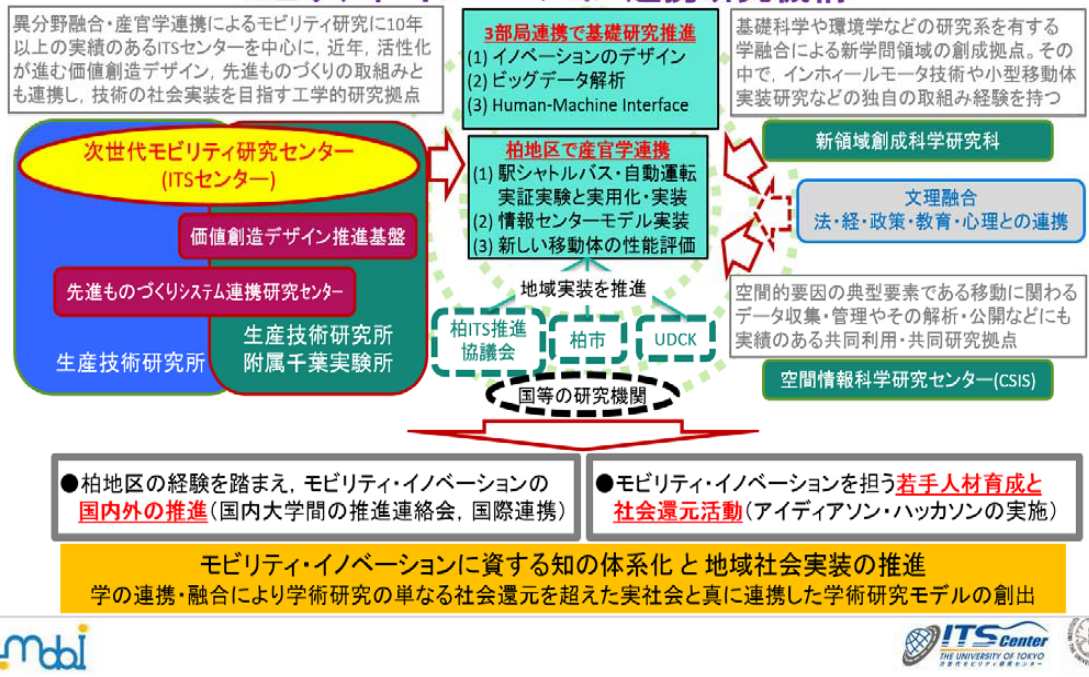 連携研究機構
異分野融合・産官学連携によるモビリティ研究に10年
以上の実績のあるITSセンターを中心に, 近年, 活性化
が進む価値創造デザイン, 先進ものづくりの取組みと
も連携し, 技術の社会実装を目指す工学的研究拠点
3部局連携で基礎研究推進
(1) イノベーションのデザイン
(2) ビッグデータ解析
(3) Human-Machine Interface
基礎科学や環境学などの研究系を有する
学融合による新学問領域の創成拠点。その
中で, インホィールモータ技術や小型移動体
実装研究などの独自の取組み経験を持つ
次世代モビリティ研究センター
(ITSセンター)
価値創造デザイン推進基盤
先進ものづくりシステム連携研究センター
生産技術研究所
生産技術研究所
附属千葉実験所
柏地区で産官学連携
(1) 駅シャトルバス・自動運転
実証実験と実用化・実装
(2) 情報センターモデル実装
(3) 新しい移動体の性能評価
地域実装を推進
柏ITS推進
協議会
柏市
UDCK
国等の研究機関
新領域創成科学研究科
文理融合
法・経・政策・教育・心理との連携
空間的要因の典型要素である移動に関わる
データ収集・管理やその解析・公開などにも
実績のある共同利用・共同研究拠点
空間情報科学研究センター(CSIS)
●柏地区の経験を踏まえ, モビリティ・イノベーションの
国内外の推進(国内大学間の推進連絡会, 国際連携)
●モビリティ・イノベーションを担う若手人材育成と
社会還元活動(アイディアソン・ハッカソンの実施)
モビリティ・イノベーションに資する知の体系化 と 地域社会実装の推進
学の連携・融合により学術研究の単なる社会還元を超えた実社会と真に連携した学術研究モデルの創出
mobi
ITS Center
THE UNIVERSITY OF TOKYO
次世代モビリティ研究センター